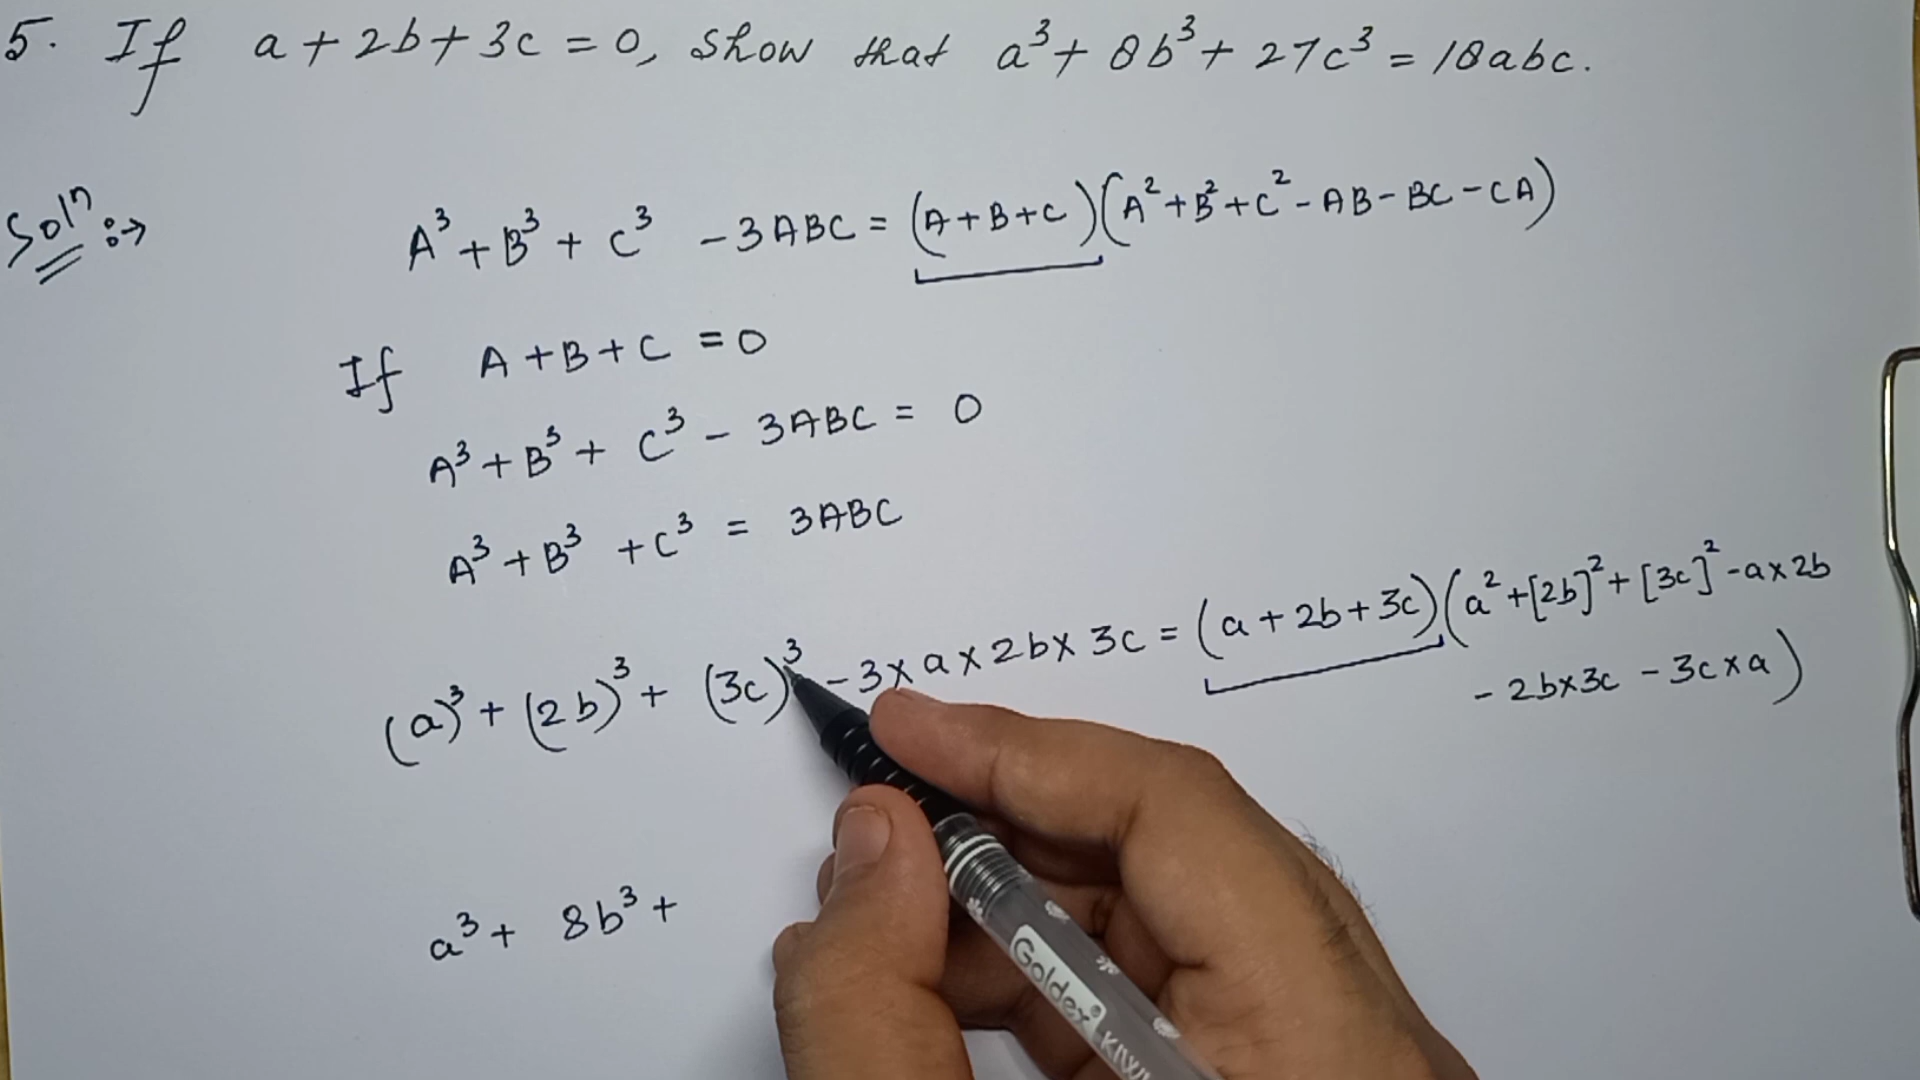 5. If a + 2b + 3c = 0, show that a³ + 8b³ + 27c³ = 18abc.
Solⁿ :→
A³ + B³ + C³ - 3ABC = (A+B+C)(A² + B² + C² - AB - BC - CA)
If A + B + C = 0
A³ + B³ + C³ - 3ABC = 0
A³ + B³ + C³ = 3ABC
(a)³ + (2b)³ + (3c)³ - 3 × a × 2b × 3c = (a + 2b + 3c)(a² + [2b]² + [3c]² - a × 2b
- 2b × 3c - 3c × a)
a³ + 8b³ +
Goldex®
KIWI